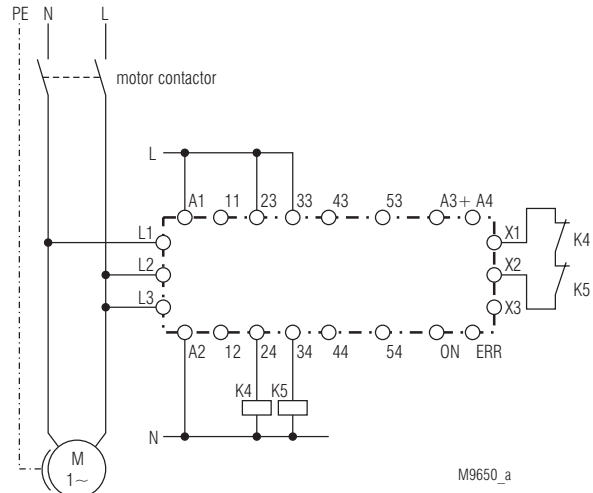 PE N L
motor contactor
L
A1 11 23 33 43 53 A3+ A4
L1 X1
K4
L2 X2
K5
L3 X3
A2 12 24 34 44 54 ON ERR
K4 K5
N
M
1~
M9650_a